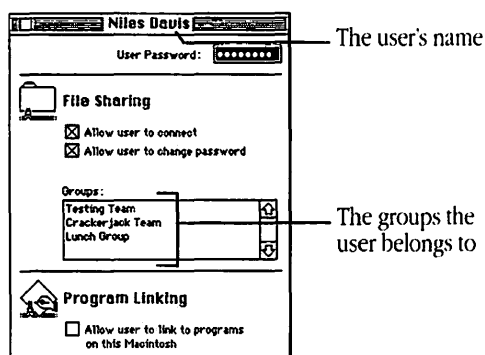 Niles Davis
The user's name
User Password:
File Sharing
Allow user to connect
Allow user to change password
Groups:
Testing Team
Crackerjack Team
Lunch Group
The groups the
user belongs to
Program Linking
Allow user to link to programs
on this Macintosh